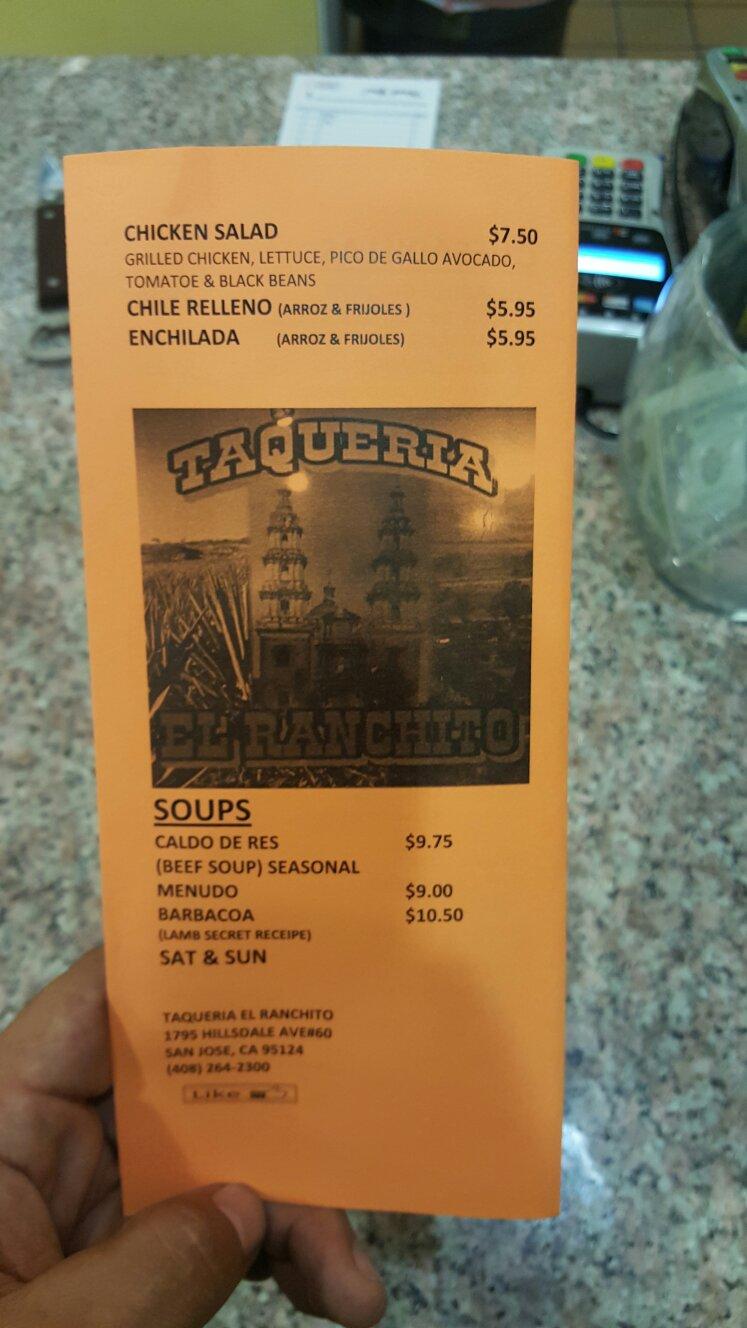 CHICKEN SALAD $7.50
GRILLED CHICKEN, LETTUCE, PICO DE GALLO AVOCADO,
TOMATOE & BLACK BEANS
CHILE RELLENO (ARROZ & FRIJOLES ) $5.95
ENCHILADA (ARROZ & FRIJOLES) $5.95
TAQUERIA
EL RANCHITO
SOUPS
CALDO DE RES $9.75
(BEEF SOUP) SEASONAL
MENUDO $9.00
BARBACOA $10.50
(LAMB SECRET RECEIPE)
SAT & SUN
TAQUERIA EL RANCHITO
1795 HILLSDALE AVE#60
SAN JOSE, CA 95124
(408) 264-2300
Like